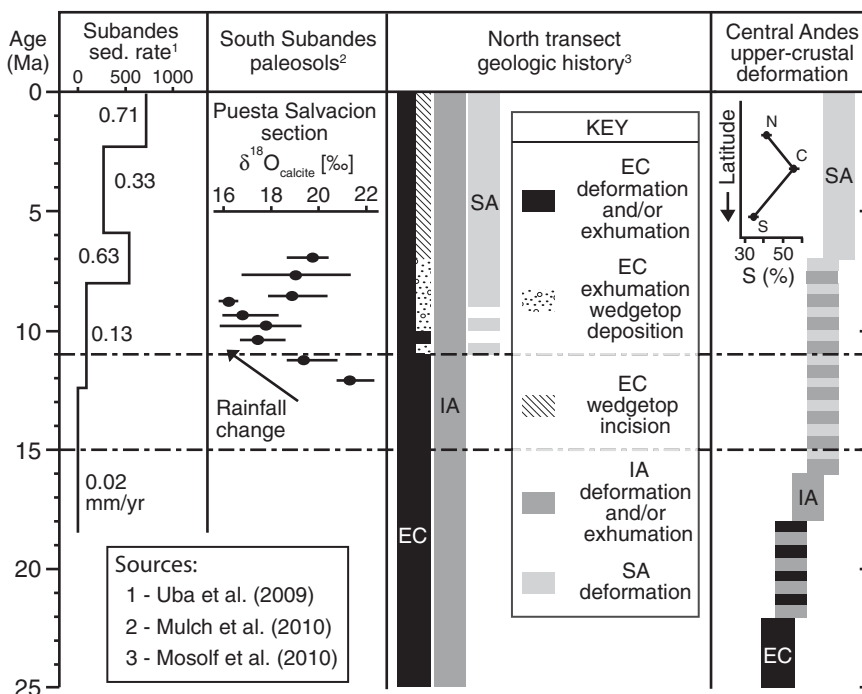 Age
(Ma)
Subandes
sed. rate1
0 500 1000
South Subandes
paleosols2
North transect
geologic history3
Central Andes
upper-crustal
deformation
0
5
10
15
20
25
0.71
0.33
0.63
0.13
0.02
mm/yr
Puesta Salvacion
section
δ18Ocalcite [‰]
16 20 22
Rainfall
change
EC
IA
SA
KEY
EC
deformation
and/or
exhumation
EC
exhumation
wedgetop
deposition
EC
wedgetop
incision
IA
deformation
and/or
exhumation
SA
deformation
Latitude
N
C
S
30 50
S (%)
SA
IA
EC
Sources:
1 - Uba et al. (2009)
2 - Mulch et al. (2010)
3 - Mosolf et al. (2010)